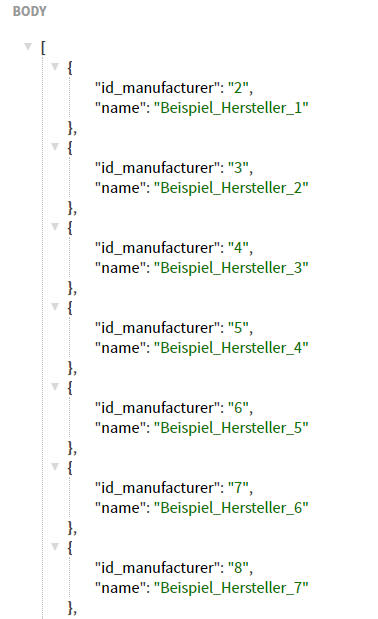 BODY
[
{
"id_manufacturer": "2",
"name": "Beispiel_Hersteller_1"
},
{
"id_manufacturer": "3",
"name": "Beispiel_Hersteller_2"
},
{
"id_manufacturer": "4",
"name": "Beispiel_Hersteller_3"
},
{
"id_manufacturer": "5",
"name": "Beispiel_Hersteller_4"
},
{
"id_manufacturer": "6",
"name": "Beispiel_Hersteller_5"
},
{
"id_manufacturer": "7",
"name": "Beispiel_Hersteller_6"
},
{
"id_manufacturer": "8",
"name": "Beispiel_Hersteller_7"
},